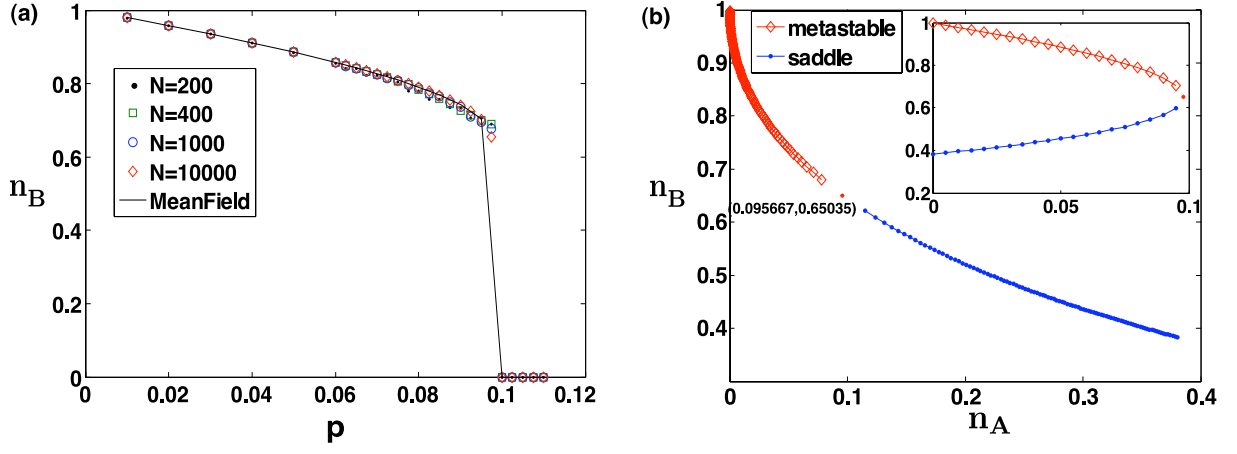 (a)
1
0.8
0.6
0.4
0.2
0
n_B
N=200
N=400
N=1000
N=10000
MeanField
0 0.02 0.04 0.06 0.08 0.1 0.12
p
(b)
1
0.9
0.8
0.7
0.6
0.5
0.4
n_B
metastable
saddle
(0.095667,0.65035)
1
0.8
0.6
0.4
0.2
0 0.05 0.1
0 0.1 0.2 0.3 0.4
n_A